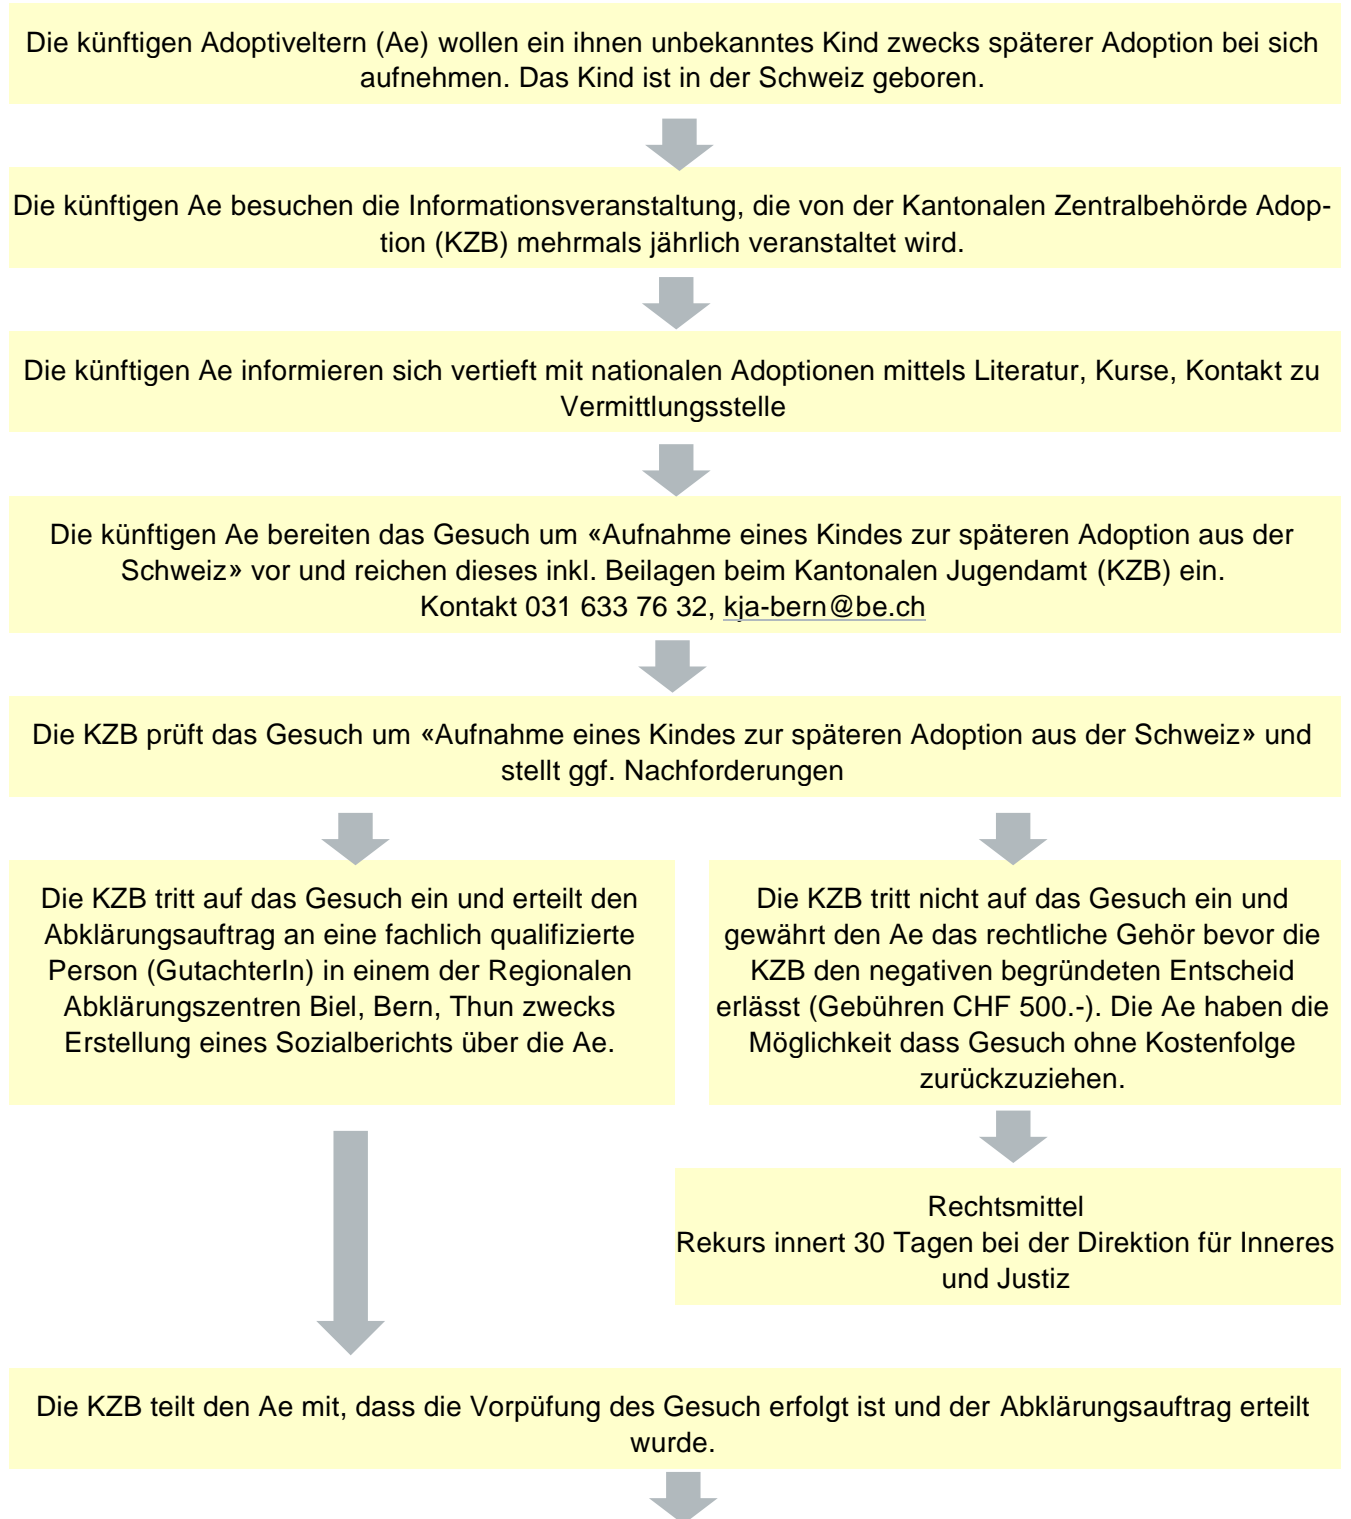 Die künftigen Adoptiveltern (Ae) wollen ein ihnen unbekanntes Kind zwecks späterer Adoption bei sich
aufnehmen. Das Kind ist in der Schweiz geboren.
Die künftigen Ae besuchen die Informationsveranstaltung, die von der Kantonalen Zentralbehörde Adop-
tion (KZB) mehrmals jährlich veranstaltet wird.
Die künftigen Ae informieren sich vertieft mit nationalen Adoptionen mittels Literatur, Kurse, Kontakt zu
Vermittlungsstelle
Die künftigen Ae bereiten das Gesuch um «Aufnahme eines Kindes zur späteren Adoption aus der
Schweiz» vor und reichen dieses inkl. Beilagen beim Kantonalen Jugendamt (KZB) ein.
Kontakt 031 633 76 32, kja-bern@be.ch
Die KZB prüft das Gesuch um «Aufnahme eines Kindes zur späteren Adoption aus der Schweiz» und
stellt ggf. Nachforderungen
Die KZB tritt auf das Gesuch ein und erteilt den
Abklärungsauftrag an eine fachlich qualifizierte
Person (GutachterIn) in einem der Regionalen
Abklärungszentren Biel, Bern, Thun zwecks
Erstellung eines Sozialberichts über die Ae.
Die KZB tritt nicht auf das Gesuch ein und
gewährt den Ae das rechtliche Gehör bevor die
KZB den negativen begründeten Entscheid
erlässt (Gebühren CHF 500.-). Die Ae haben die
Möglichkeit dass Gesuch ohne Kostenfolge
zurückzuziehen.
Rechtsmittel
Rekurs innert 30 Tagen bei der Direktion für Inneres
und Justiz
Die KZB teilt den Ae mit, dass die Vorpüfung des Gesuch erfolgt ist und der Abklärungsauftrag erteilt
wurde.